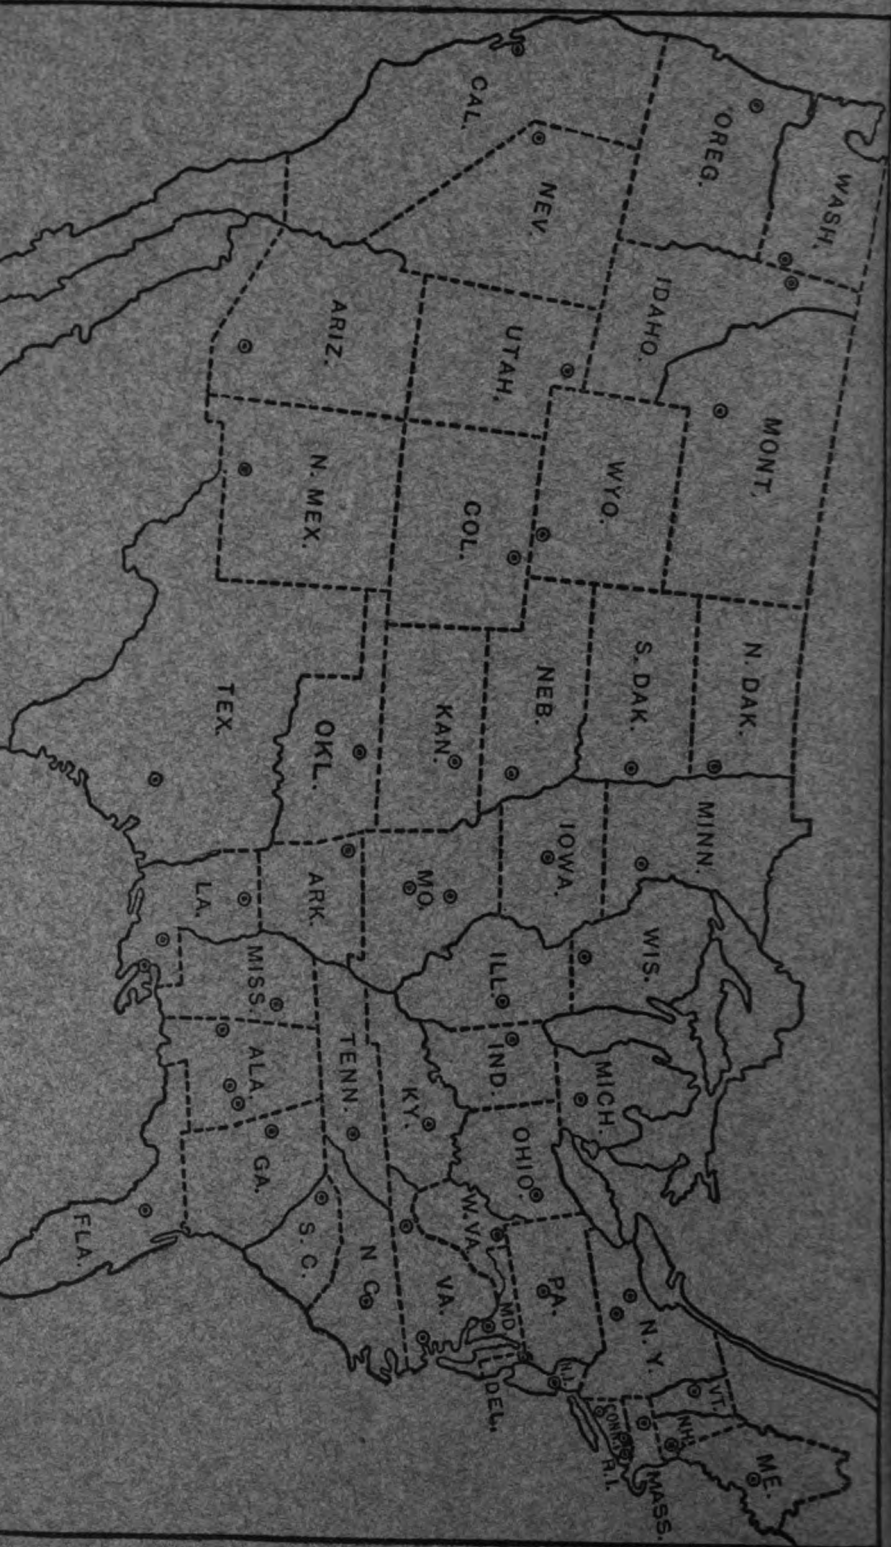 WASH.
OREG.
CAL.
NEV.
IDAHO.
MONT.
WYO.
UTAH.
ARIZ.
N. MEX.
COL.
N. DAK.
S. DAK.
NEB.
KAN.
OKL.
TEX.
MINN.
IOWA.
MO.
ARK.
LA.
WIS.
ILL.
MICH.
IND.
OHIO.
KY.
TENN.
MISS.
ALA.
GA.
FLA.
S. C.
N C.
VA.
W.VA.
PA.
MD
DEL.
N.J.
N. Y.
VT.
N.H.
ME.
MASS.
R.I.
CONN.